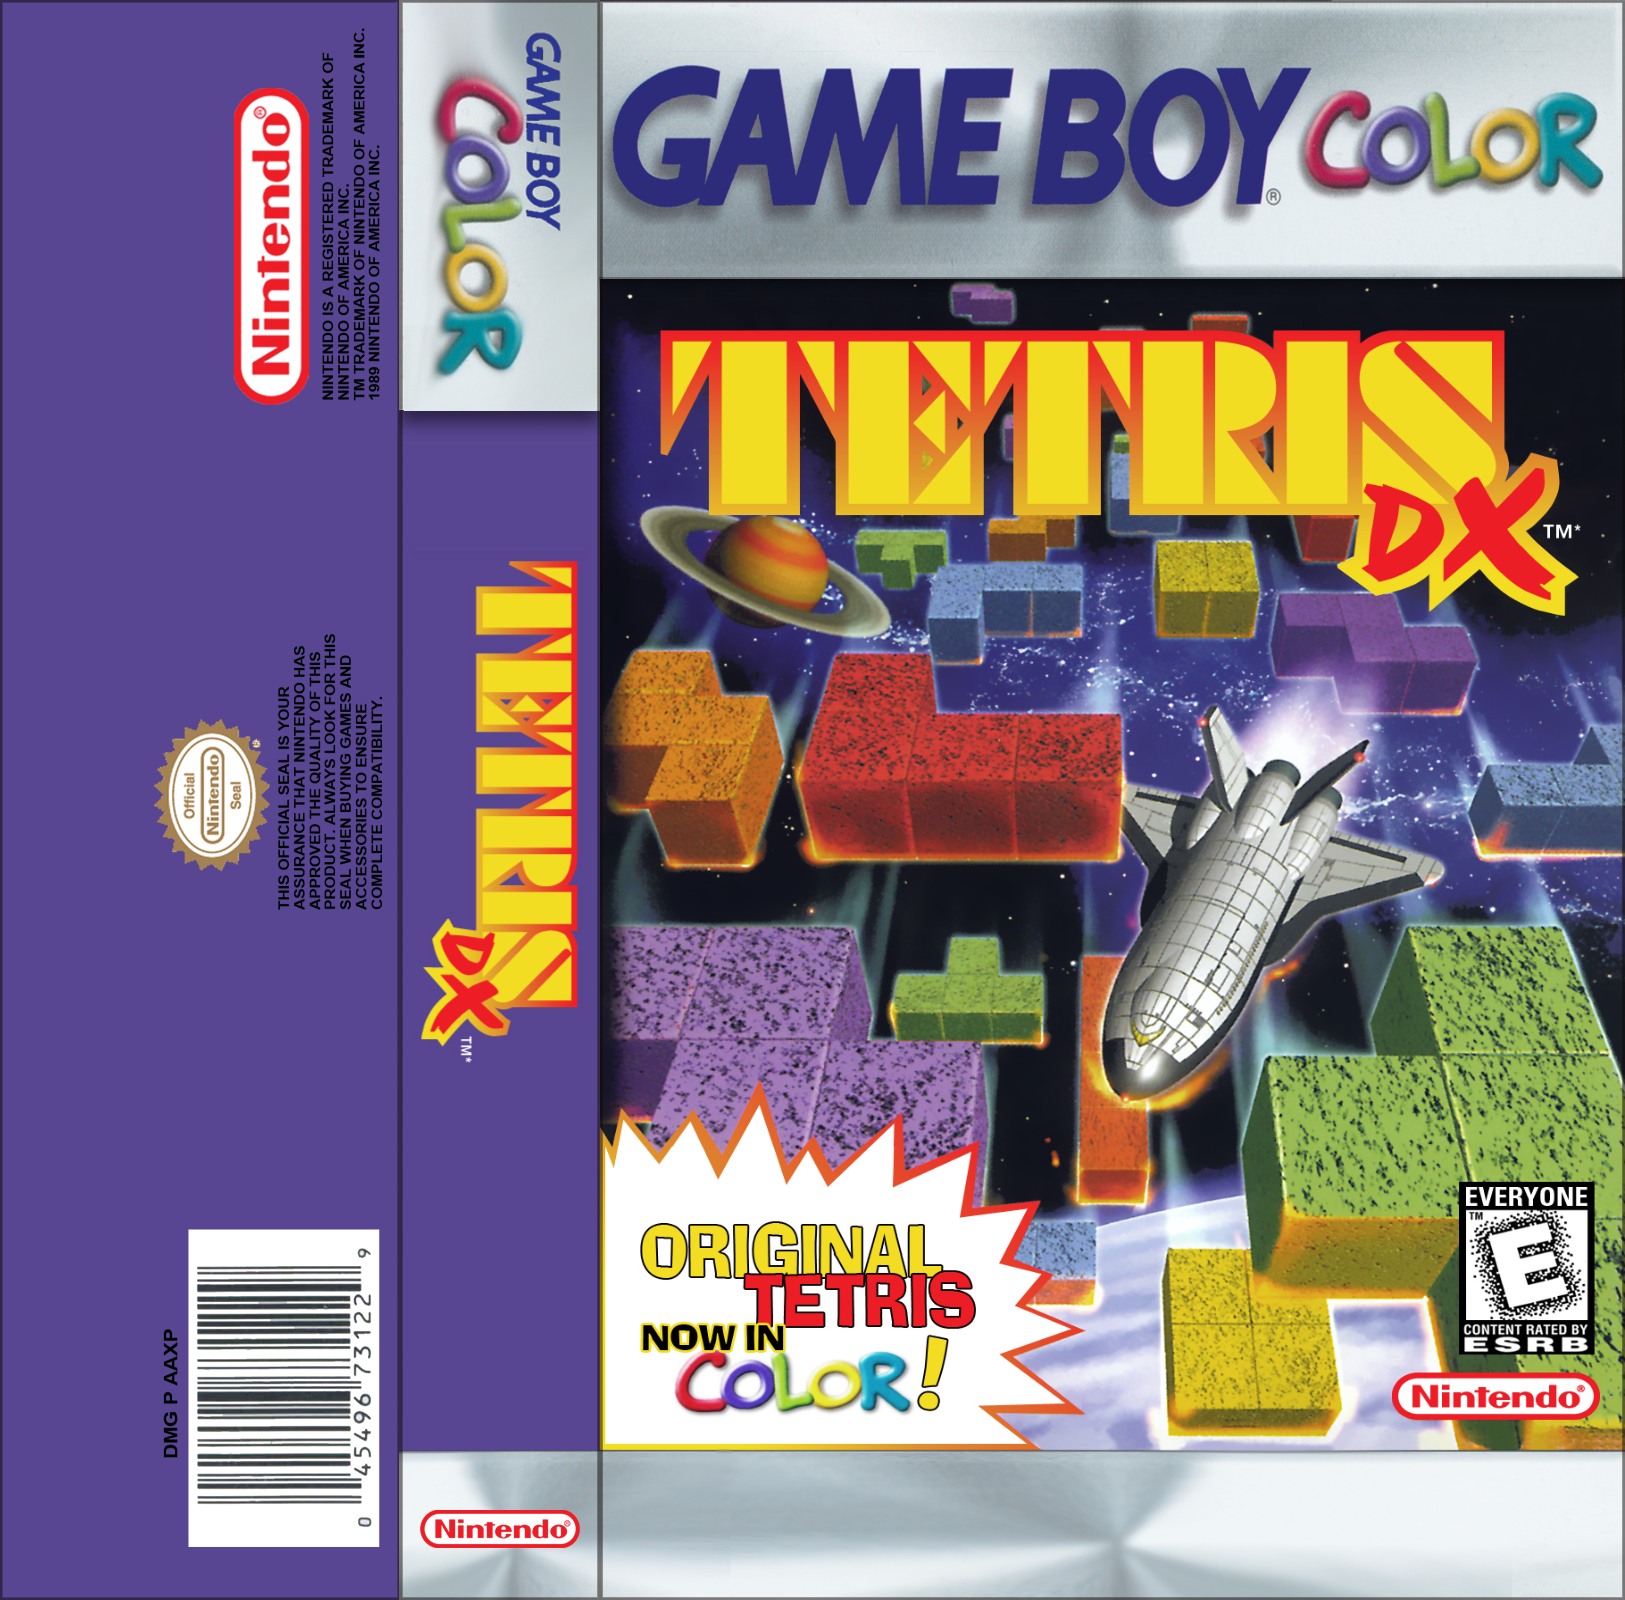 Nintendo®
NINTENDO IS A REGISTERED TRADEMARK OF
NINTENDO OF AMERICA INC.
TM TRADEMARK OF NINTENDO OF AMERICA INC.
1989 NINTENDO OF AMERICA INC.
Official
Nintendo
Seal
®
THIS OFFICIAL SEAL IS YOUR
ASSURANCE THAT NINTENDO HAS
APPROVED THE QUALITY OF THIS
PRODUCT. ALWAYS LOOK FOR THIS
SEAL WHEN BUYING GAMES AND
ACCESSORIES TO ENSURE
COMPLETE COMPATIBILITY.
DMG P AAXP
0 45496 73122 9
GAME BOY
COLOR
TETRIS
DX
TM*
Nintendo®
GAME BOY® COLOR
TETRIS
DX TM*
ORIGINAL
TETRIS
NOW IN
COLOR!
EVERYONE
TM
E
CONTENT RATED BY
ESRB
Nintendo®